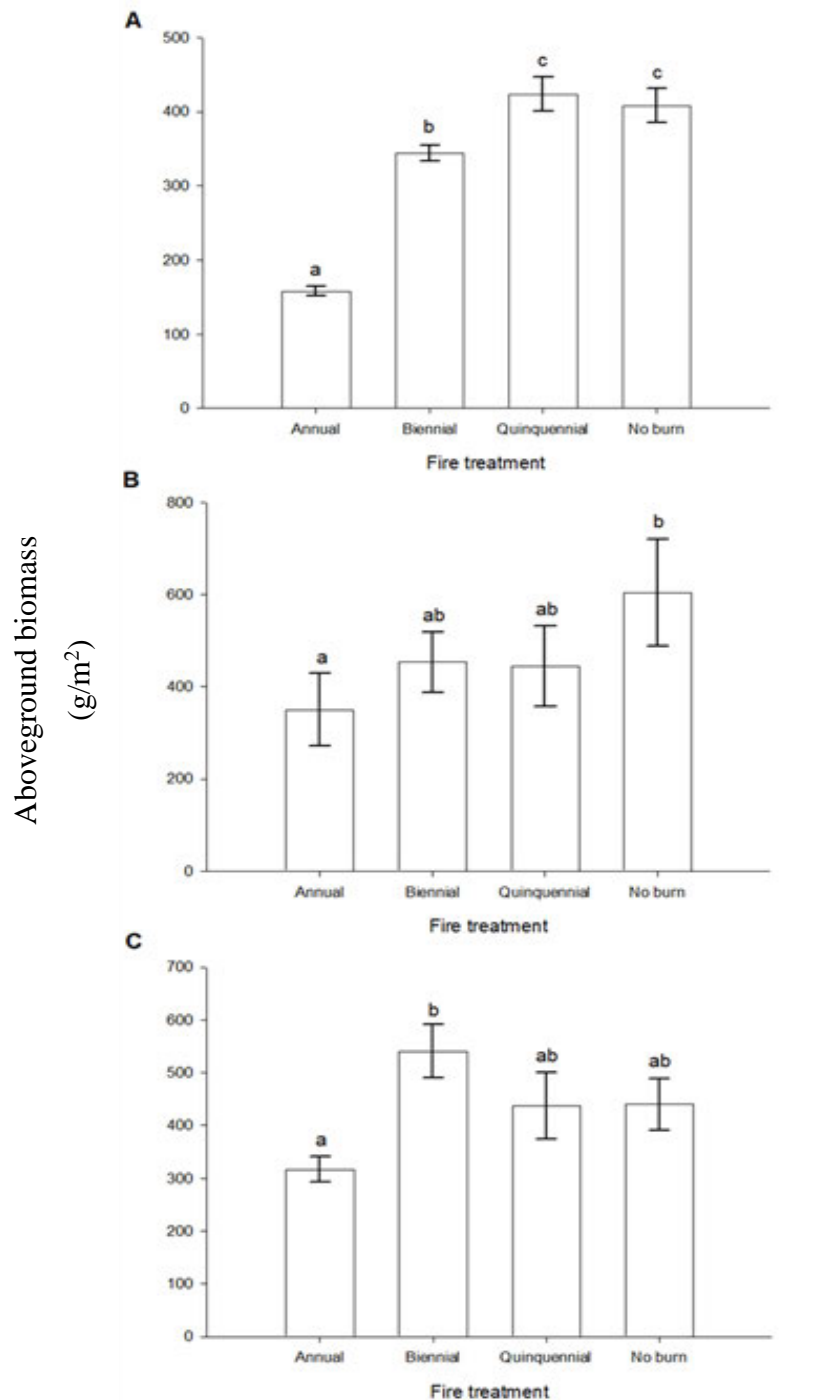 A
500
400
300
200
100
0
a
b
c
c
Annual Biennial Quinquennial No burn
Fire treatment
B
800
600
400
200
0
a
ab
ab
b
Annual Biennial Quinquennial No burn
Fire treatment
C
700
600
500
400
300
200
100
0
a
b
ab
ab
Annual Biennial Quinquennial No burn
Fire treatment
Aboveground biomass
(g/m²)